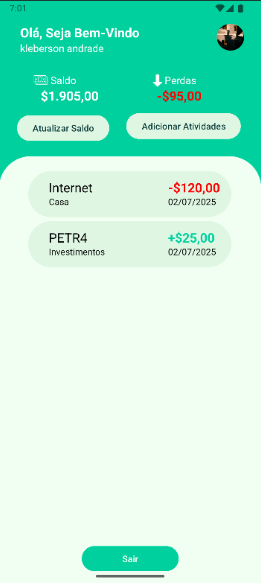 7:01
Olá, Seja Bem-Vindo
kleberson andrade
Saldo
$1.905,00
Perdas
-$95,00
Atualizar Saldo
Adicionar Atividades
Internet -$120,00
Casa 02/07/2025
PETR4 +$25,00
Investimentos 02/07/2025
Sair